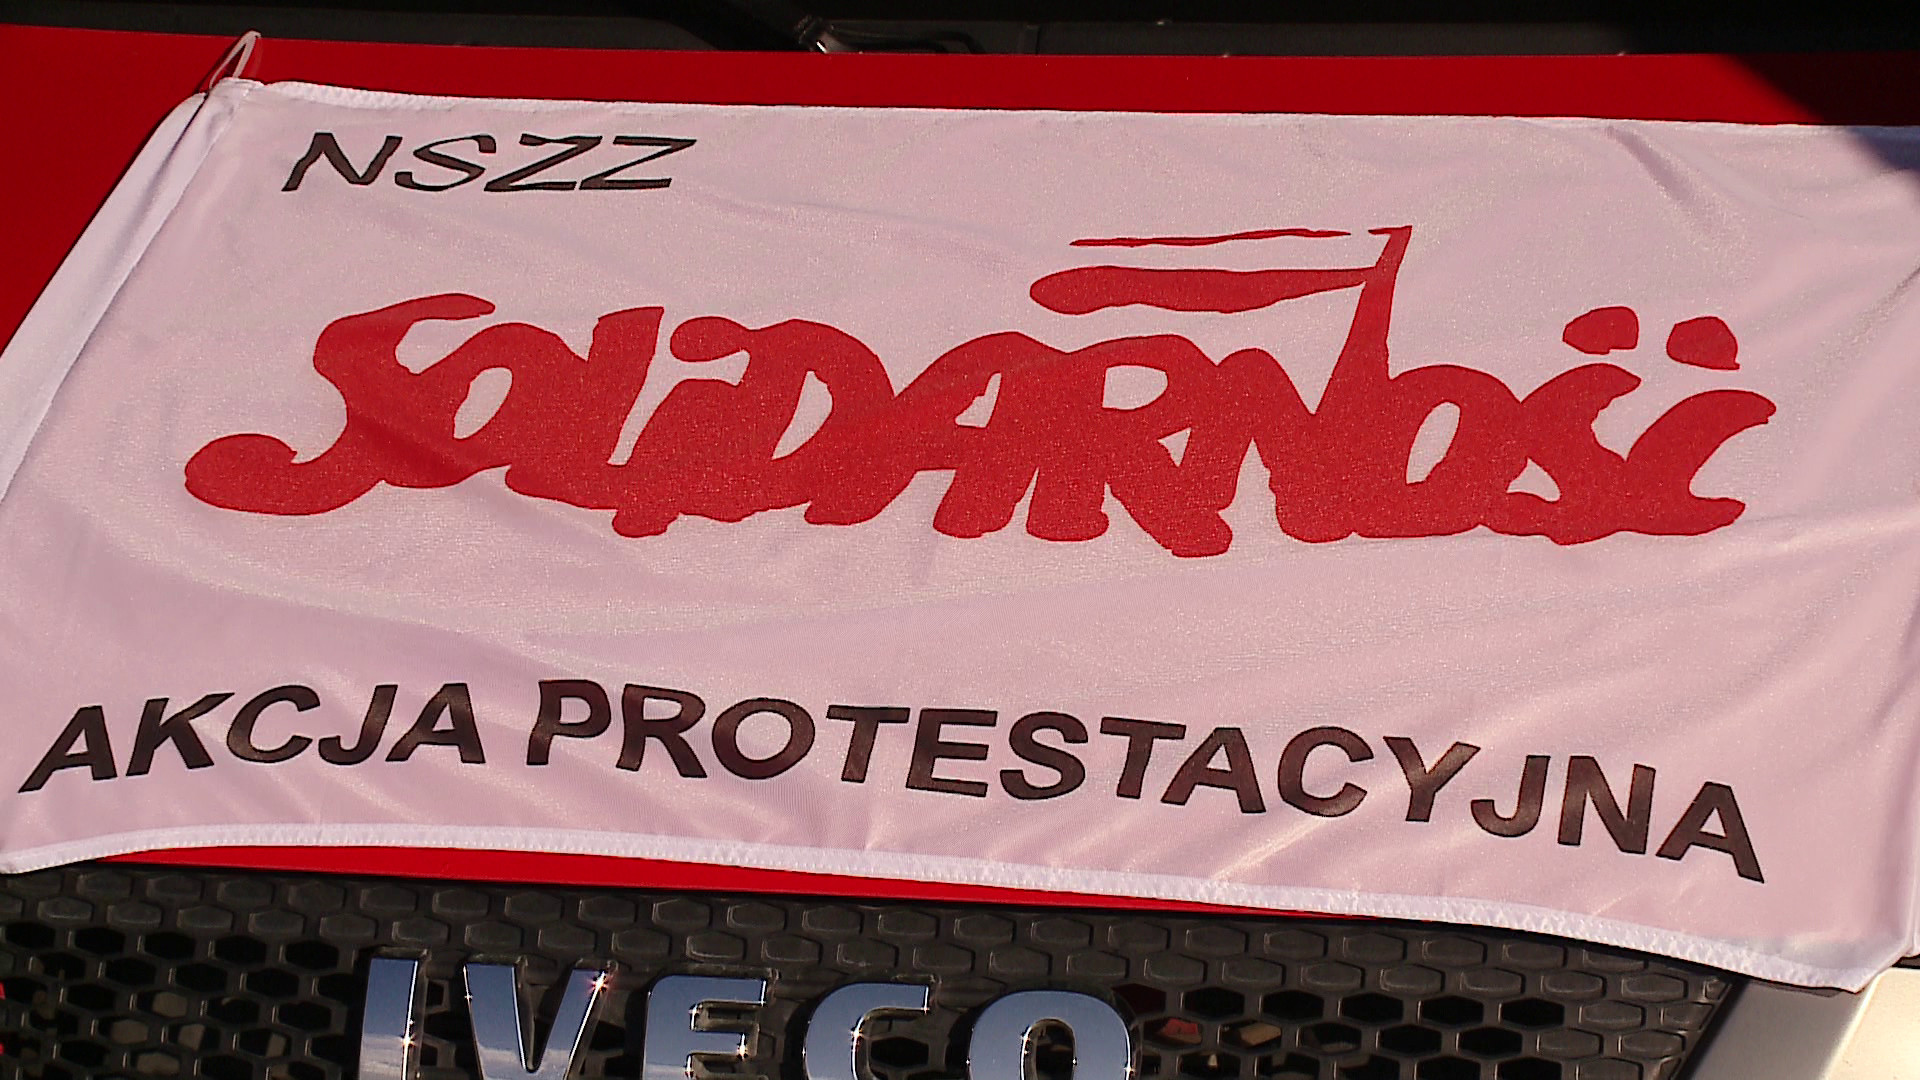 NSZZ
SOLIDARNOŚĆ
AKCJA PROTESTACYJNA
IVECO